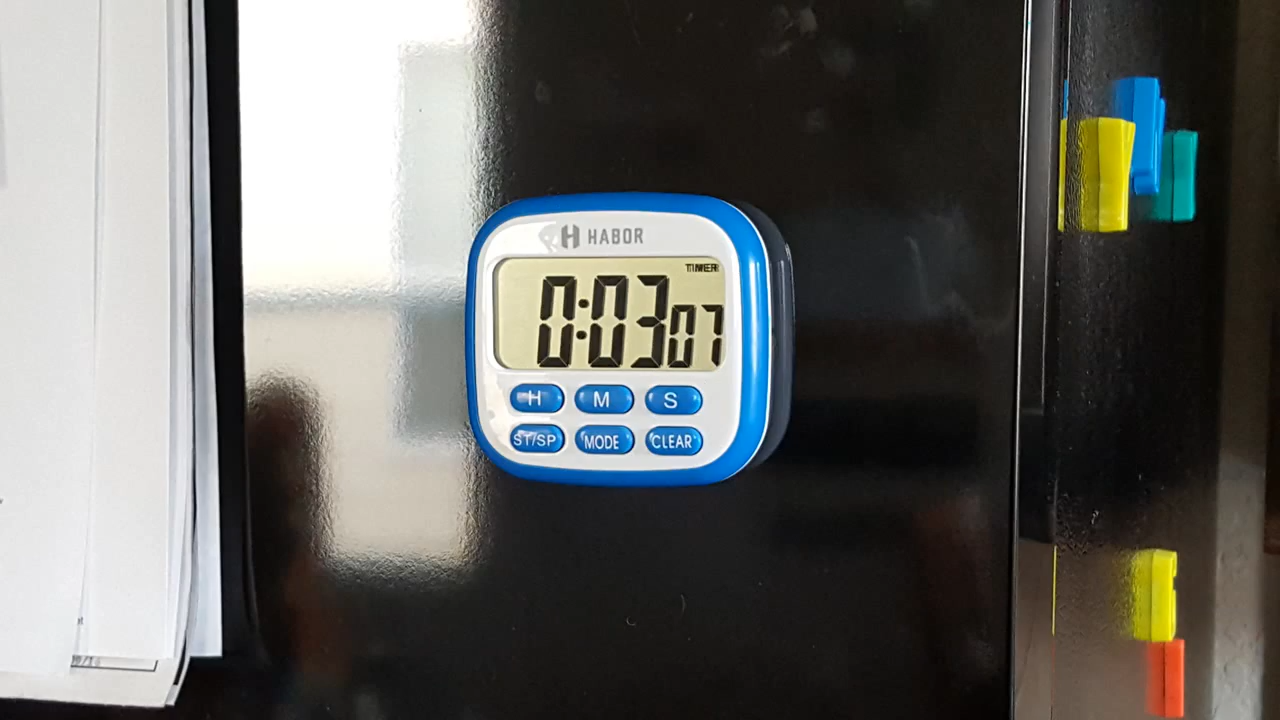 H HABOR
TIMER
0:03 07
H M S
ST/SP MODE CLEAR